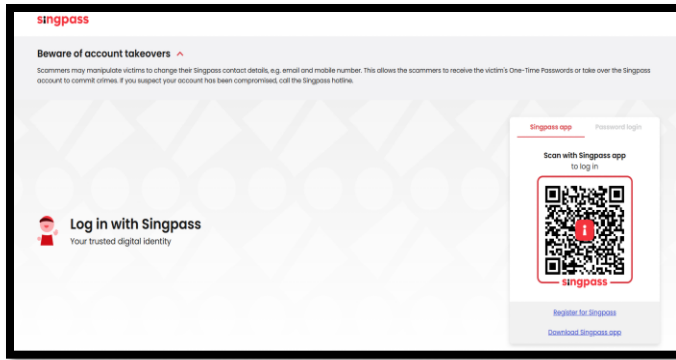 singpass
Beware of account takeovers
Scammers may manipulate victims to change their Singpass contact details, e.g. email and mobile number. This allows the scammers to receive the victim's One-Time Passwords or take over the Singpass
account to commit crimes. If you suspect your account has been compromised, call the Singpass hotline.
Singpass app Password login
Scan with Singpass app
to log in
singpass
Log in with Singpass
Your trusted digital identity
Register for Singpass
Download Singpass app